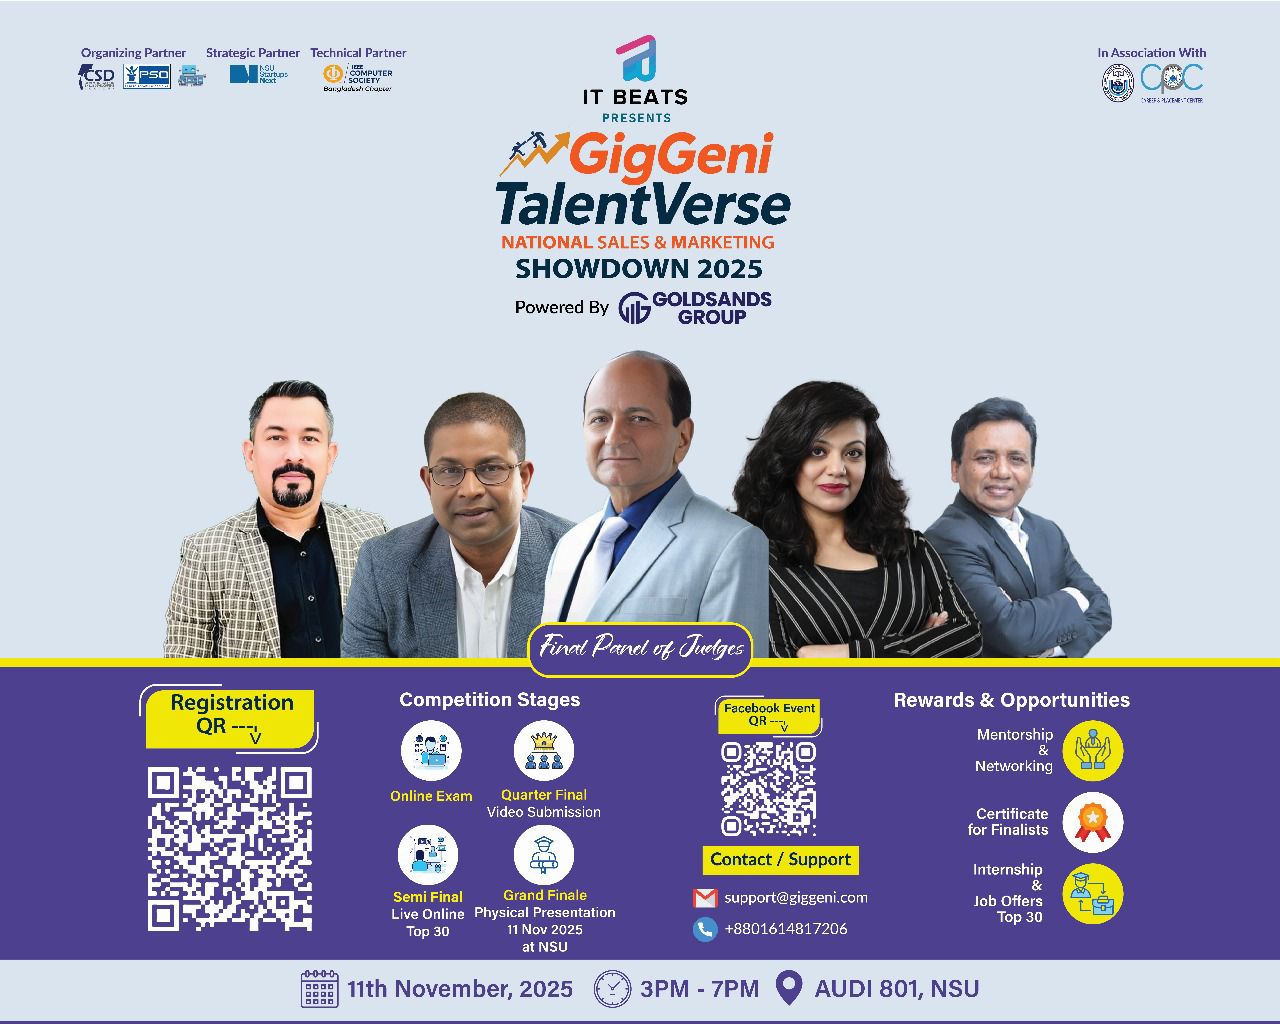 Organizing Partner
Strategic Partner
Technical Partner
CSD
PSD
NSU
Startups
Next
IEEE
COMPUTER
SOCIETY
Bangladesh Chapter
In Association With
CPC
CAREER & PLACEMENT CENTER
IT BEATS
PRESENTS
GigGeni
TalentVerse
NATIONAL SALES & MARKETING
SHOWDOWN 2025
Powered By
GOLDSANDS
GROUP
Final Panel of Judges
Registration
QR ---
Competition Stages
Online Exam
Quarter Final
Video Submission
Semi Final
Live Online
Top 30
Grand Finale
Physical Presentation
11 Nov 2025
at NSU
Facebook Event
QR ---
Contact / Support
support@giggeni.com
+8801614817206
Rewards & Opportunities
Mentorship
&
Networking
Certificate
for Finalists
Internship
&
Job Offers
Top 30
11th November, 2025
3PM - 7PM
AUDI 801, NSU